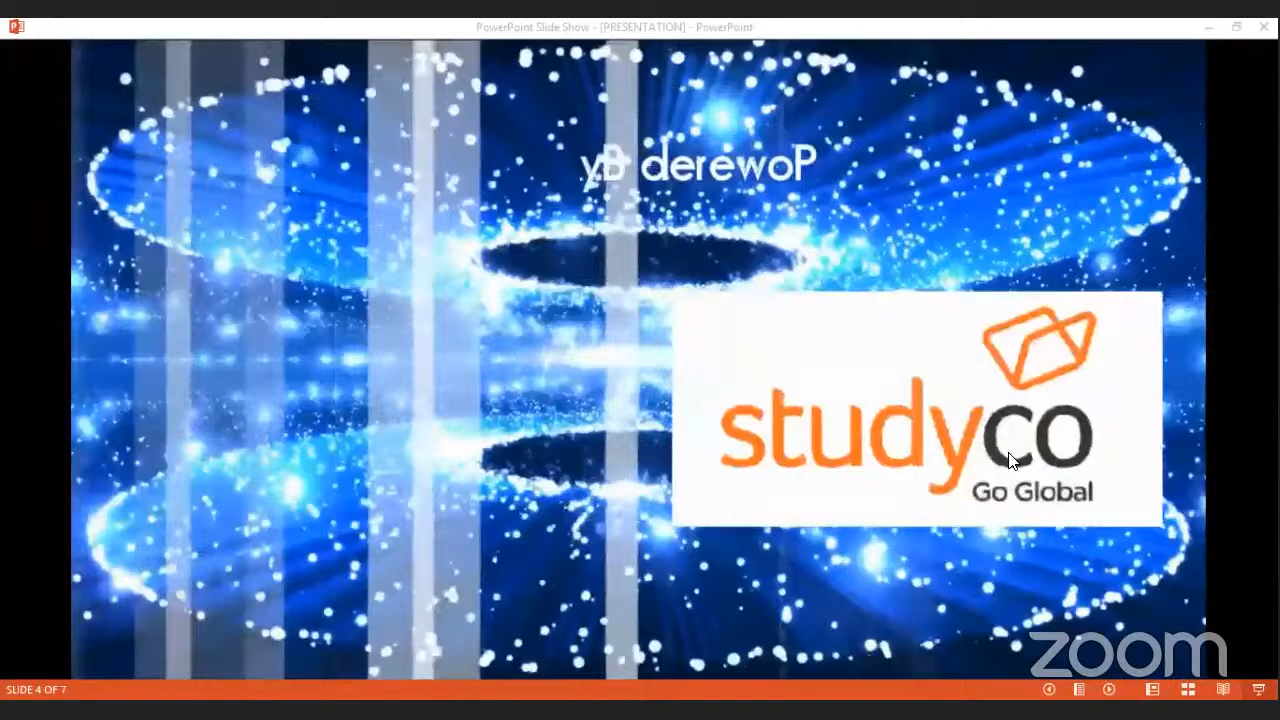 PowerPoint Slide Show - [PRESENTATION] - PowerPoint
yB derewoP
studyco
Go Global
zoom
SLIDE 4 OF 7